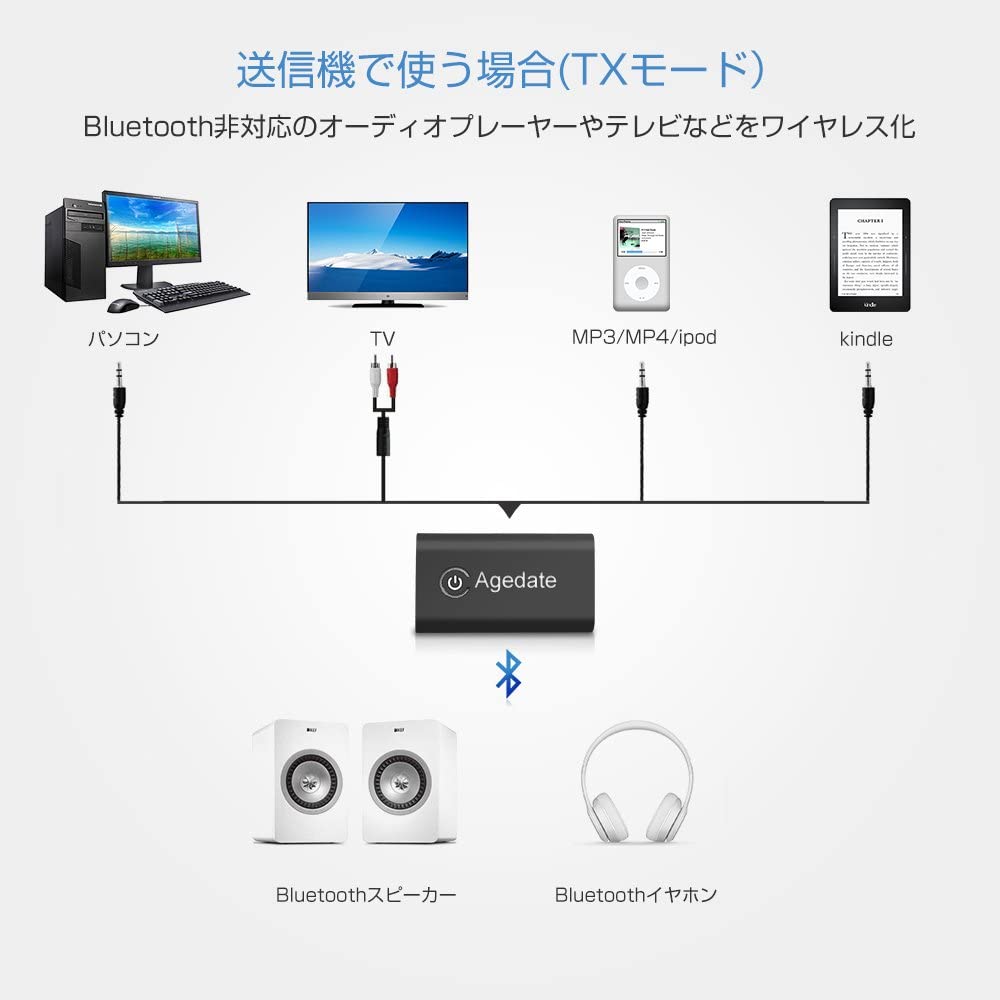 送信機で使う場合(TXモード)
Bluetooth非対応のオーディオプレーヤーやテレビなどをワイヤレス化
CHAPTER I
kindle
パソコン
TV
MP3/MP4/ipod
kindle
Agedate
Bluetoothスピーカー
Bluetoothイヤホン